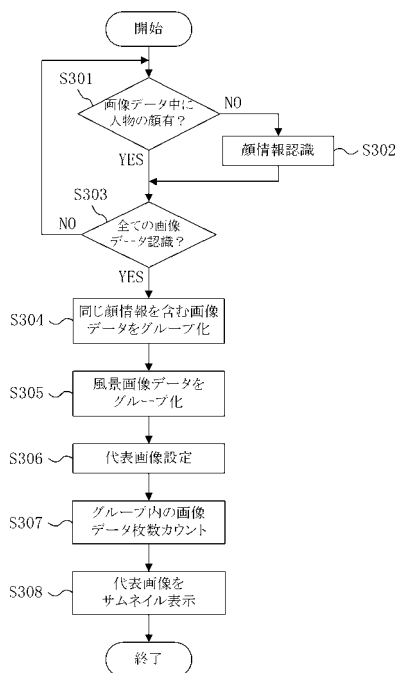 開始
S301
画像データ中に
人物の顔有？
NO
YES
顔情報認識
S302
S303
全ての画像
データ認識？
NO
YES
S304
同じ顔情報を含む画像
データをグループ化
S305
風景画像データを
グループ化
S306
代表画像設定
S307
グループ内の画像
データ枚数カウント
S308
代表画像を
サムネイル表示
終了